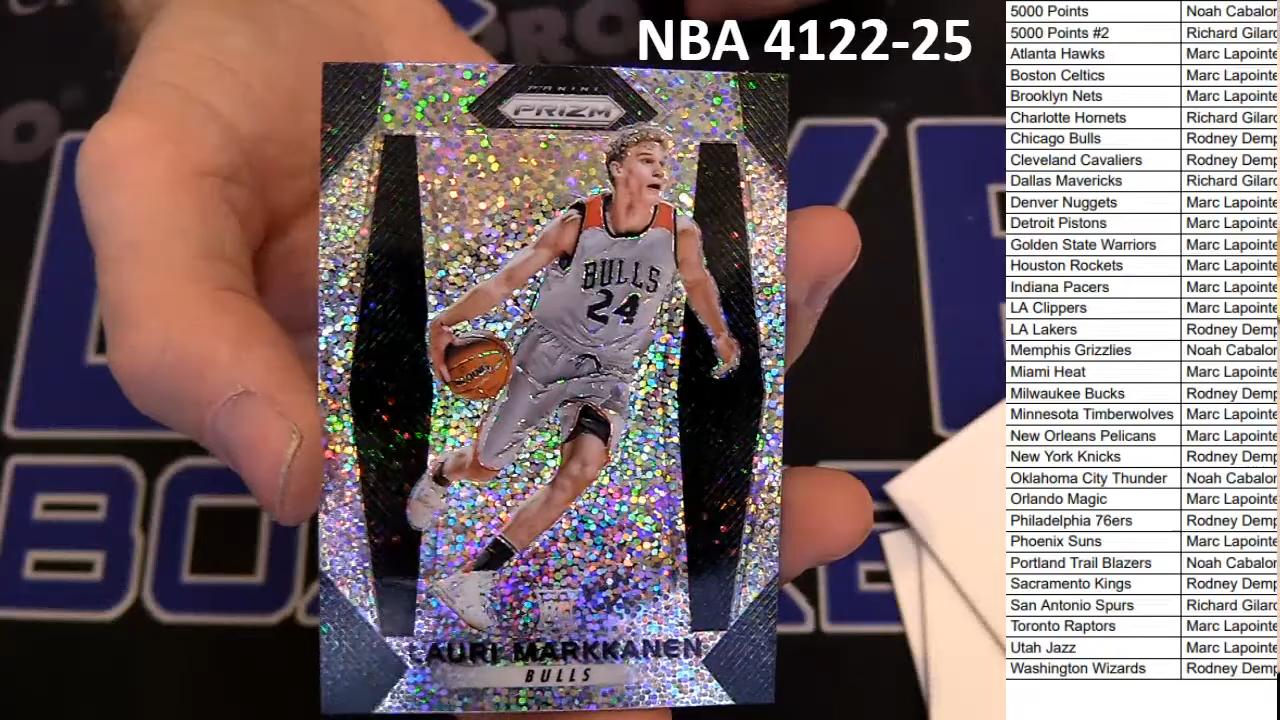 NBA 4122-25
PANINI
PRIZM
BULLS
24
LAURI MARKKANEN
BULLS
BOX
5000 Points Noah Cabalor
5000 Points #2 Richard Gilard
Atlanta Hawks Marc Lapointe
Boston Celtics Marc Lapointe
Brooklyn Nets Marc Lapointe
Charlotte Hornets Richard Gilard
Chicago Bulls Rodney Demp
Cleveland Cavaliers Rodney Demp
Dallas Mavericks Richard Gilard
Denver Nuggets Marc Lapointe
Detroit Pistons Marc Lapointe
Golden State Warriors Marc Lapointe
Houston Rockets Marc Lapointe
Indiana Pacers Marc Lapointe
LA Clippers Marc Lapointe
LA Lakers Rodney Demp
Memphis Grizzlies Noah Cabalor
Miami Heat Marc Lapointe
Milwaukee Bucks Rodney Demp
Minnesota Timberwolves Marc Lapointe
New Orleans Pelicans Marc Lapointe
New York Knicks Rodney Demp
Oklahoma City Thunder Noah Cabalor
Orlando Magic Marc Lapointe
Philadelphia 76ers Rodney Demp
Phoenix Suns Marc Lapointe
Portland Trail Blazers Noah Cabalor
Sacramento Kings Rodney Demp
San Antonio Spurs Richard Gilard
Toronto Raptors Marc Lapointe
Utah Jazz Marc Lapointe
Washington Wizards Rodney Demp